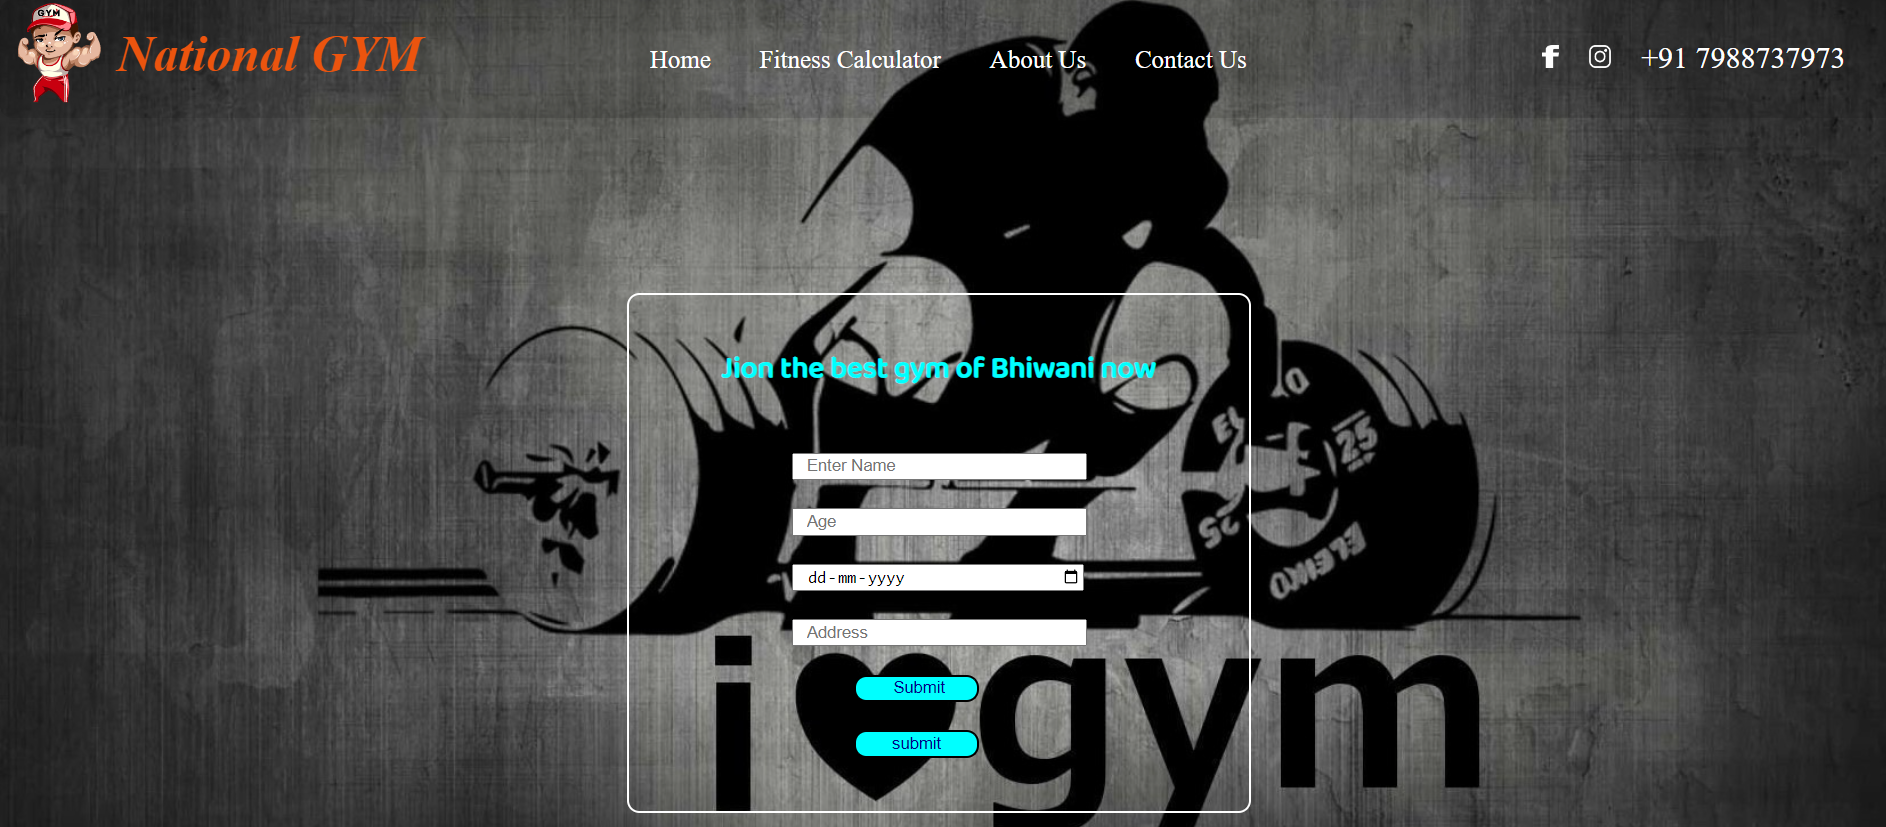 GYM
National GYM
Home Fitness Calculator About Us Contact Us
+91 7988737973
Jion the best gym of Bhiwani now
Enter Name
Age
dd-mm-yyyy
Address
Submit
submit
25
25
ELEIKO
i gym